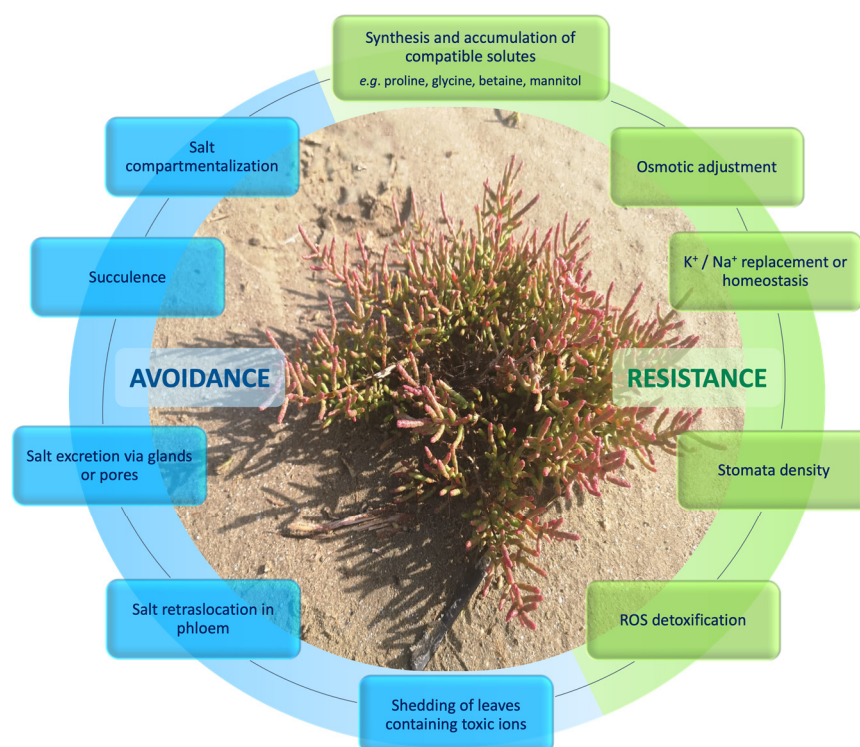 Synthesis and accumulation of
compatible solutes
e.g. proline, glycine, betaine, mannitol
Salt
compartmentalization
Osmotic adjustment
Succulence
K⁺ / Na⁺ replacement or
homeostasis
AVOIDANCE
RESISTANCE
Salt excretion via glands
or pores
Stomata density
Salt retraslocation in
phloem
ROS detoxification
Shedding of leaves
containing toxic ions